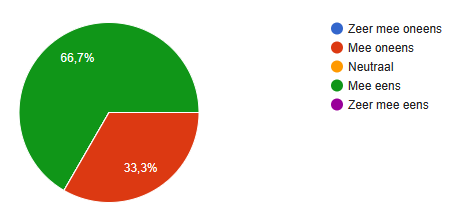 66,7%
33,3%
Zeer mee oneens
Mee oneens
Neutraal
Mee eens
Zeer mee eens